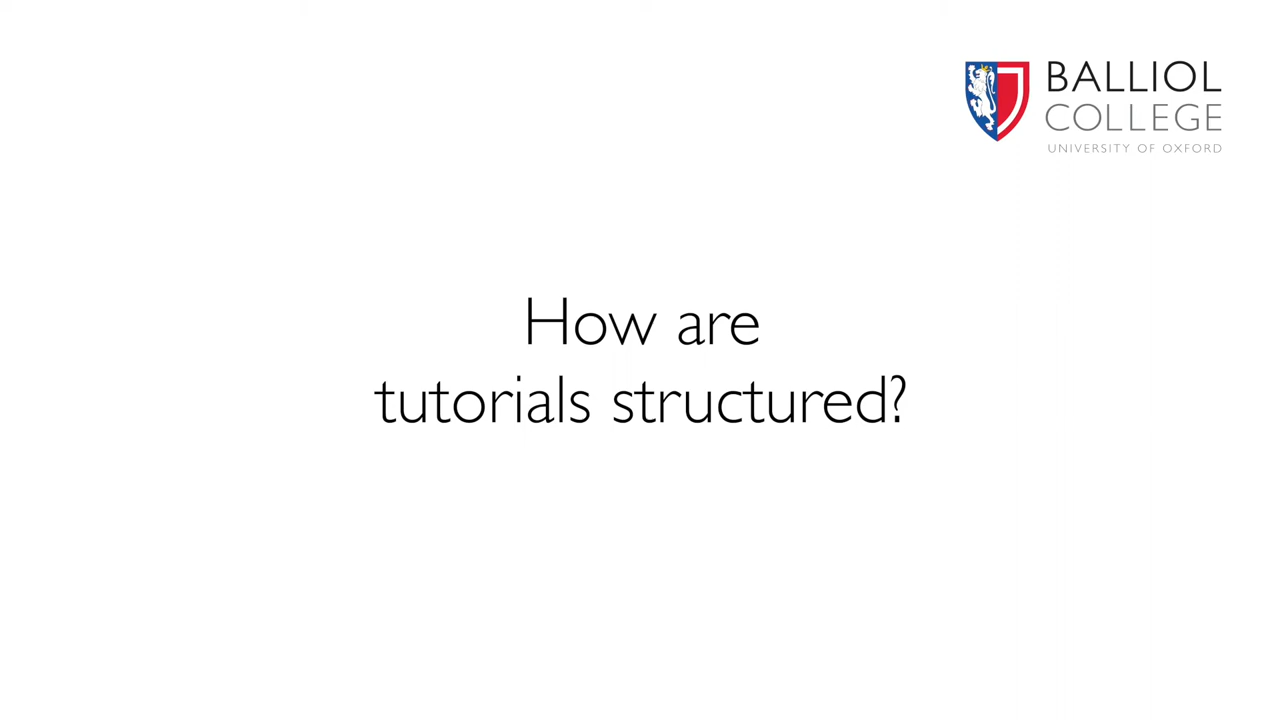 BALLIOL
COLLEGE
UNIVERSITY OF OXFORD
How are
tutorials structured?